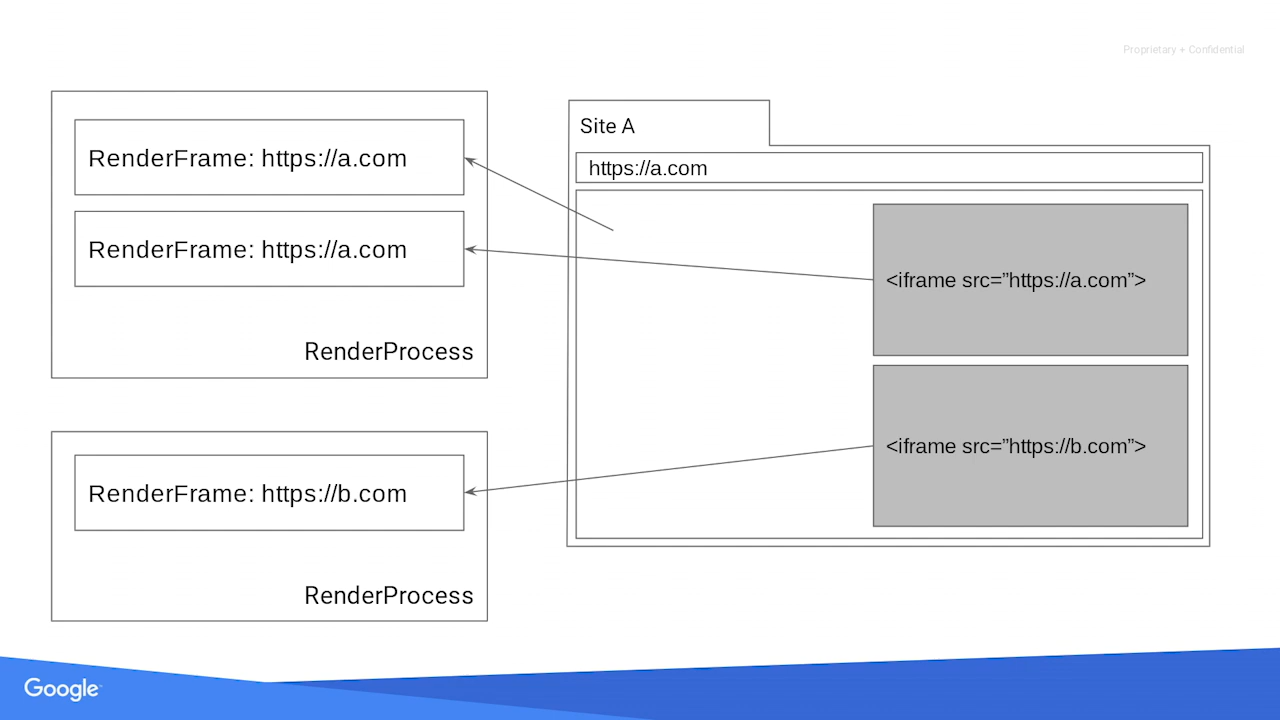 Proprietary + Confidential
RenderFrame: https://a.com
RenderFrame: https://a.com
RenderProcess
RenderFrame: https://b.com
RenderProcess
Site A
https://a.com
<iframe src=”https://a.com”>
<iframe src=”https://b.com”>
Google